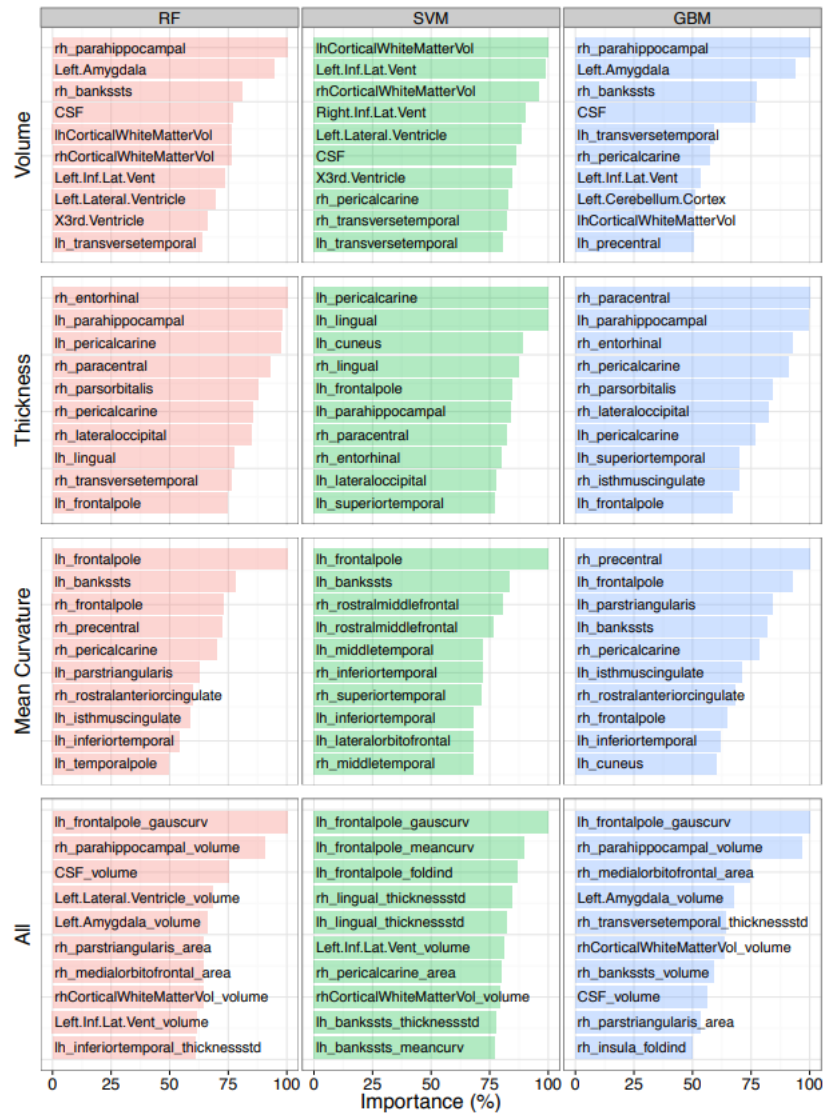 RF
SVM
GBM
Volume
rh_parahippocampal
Left.Amygdala
rh_bankssts
CSF
lhCorticalWhiteMatterVol
rhCorticalWhiteMatterVol
Left.Inf.Lat.Vent
Left.Lateral.Ventricle
X3rd.Ventricle
lh_transversetemporal
lhCorticalWhiteMatterVol
Left.Inf.Lat.Vent
rhCorticalWhiteMatterVol
Right.Inf.Lat.Vent
Left.Lateral.Ventricle
CSF
X3rd.Ventricle
rh_pericalcarine
rh_transversetemporal
lh_transversetemporal
rh_parahippocampal
Left.Amygdala
rh_bankssts
CSF
lh_transversetemporal
rh_pericalcarine
Left.Inf.Lat.Vent
Left.Cerebellum.Cortex
lhCorticalWhiteMatterVol
lh_precentral
Thickness
rh_entorhinal
lh_parahippocampal
lh_pericalcarine
rh_paracentral
rh_parsorbitalis
rh_pericalcarine
rh_lateraloccipital
lh_lingual
rh_transversetemporal
lh_frontalpole
lh_pericalcarine
lh_lingual
lh_cuneus
rh_lingual
lh_frontalpole
lh_parahippocampal
rh_paracentral
rh_entorhinal
lh_lateraloccipital
lh_superiortemporal
rh_paracentral
lh_parahippocampal
rh_entorhinal
rh_pericalcarine
rh_parsorbitalis
rh_lateraloccipital
lh_pericalcarine
lh_superiortemporal
rh_isthmuscingulate
lh_frontalpole
Mean Curvature
lh_frontalpole
lh_bankssts
rh_frontalpole
rh_precentral
rh_pericalcarine
lh_parstriangularis
rh_rostralanteriorcingulate
lh_isthmuscingulate
lh_inferiortemporal
lh_temporalpole
lh_frontalpole
lh_bankssts
rh_rostralmiddlefrontal
lh_rostralmiddlefrontal
lh_middletemporal
rh_inferiortemporal
rh_superiortemporal
lh_inferiortemporal
lh_lateralorbitofrontal
rh_middletemporal
rh_precentral
lh_frontalpole
lh_parstriangularis
lh_bankssts
rh_pericalcarine
lh_isthmuscingulate
rh_rostralanteriorcingulate
rh_frontalpole
lh_inferiortemporal
lh_cuneus
All
lh_frontalpole_gauscurv
rh_parahippocampal_volume
CSF_volume
Left.Lateral.Ventricle_volume
Left.Amygdala_volume
rh_parstriangularis_area
rh_medialorbitofrontal_area
rhCorticalWhiteMatterVol_volume
Left.Inf.Lat.Vent_volume
lh_inferiortemporal_thicknessstd
lh_frontalpole_gauscurv
lh_frontalpole_meancurv
lh_frontalpole_foldind
rh_lingual_thicknessstd
lh_lingual_thicknessstd
Left.Inf.Lat.Vent_volume
rh_pericalcarine_area
rhCorticalWhiteMatterVol_volume
lh_bankssts_thicknessstd
lh_bankssts_meancurv
lh_frontalpole_gauscurv
rh_parahippocampal_volume
rh_medialorbitofrontal_area
Left.Amygdala_volume
rh_transversetemporal_thicknessstd
rhCorticalWhiteMatterVol_volume
rh_bankssts_volume
CSF_volume
rh_parstriangularis_area
rh_insula_foldind
0 25 50 75 100
0 25 50 75 100
0 25 50 75 100
Importance (%)